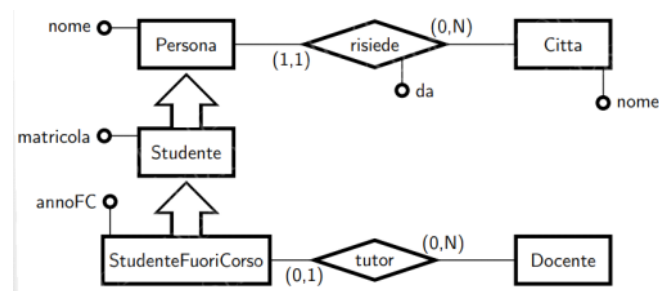 nome
Persona
(1,1)
risiede
da
(0,N)
Citta
nome
matricola
Studente
annoFC
StudenteFuoriCorso
(0,1)
tutor
(0,N)
Docente